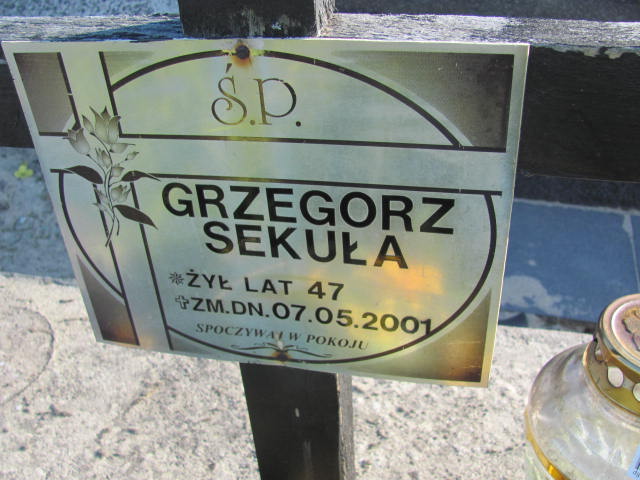 Ś.P.
GRZEGORZ
SEKUŁA
ŻYŁ LAT 47
ZM.DN.07.05.2001
SPOCZYWAJ W POKOJU